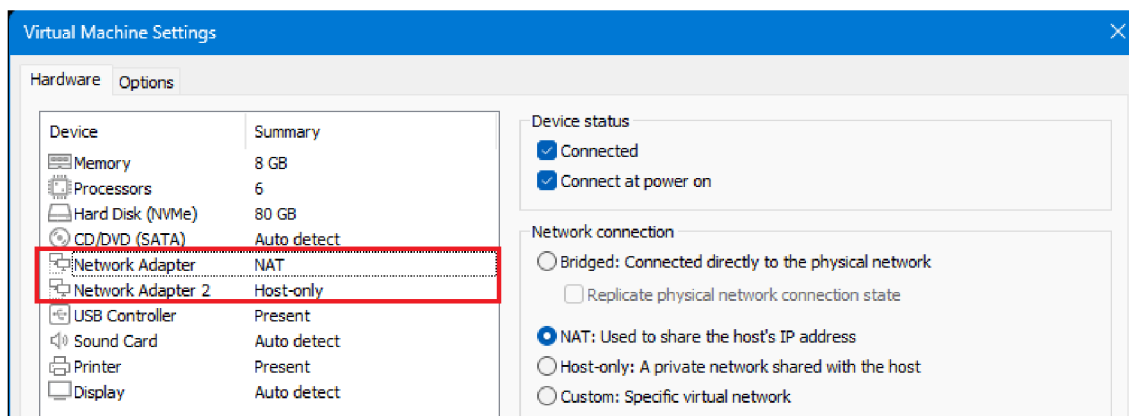 Virtual Machine Settings
Hardware Options
Device Summary
Memory 8 GB
Processors 6
Hard Disk (NVMe) 80 GB
CD/DVD (SATA) Auto detect
Network Adapter NAT
Network Adapter 2 Host-only
USB Controller Present
Sound Card Auto detect
Printer Present
Display Auto detect
Device status
Connected
Connect at power on
Network connection
Bridged: Connected directly to the physical network
Replicate physical network connection state
NAT: Used to share the host's IP address
Host-only: A private network shared with the host
Custom: Specific virtual network